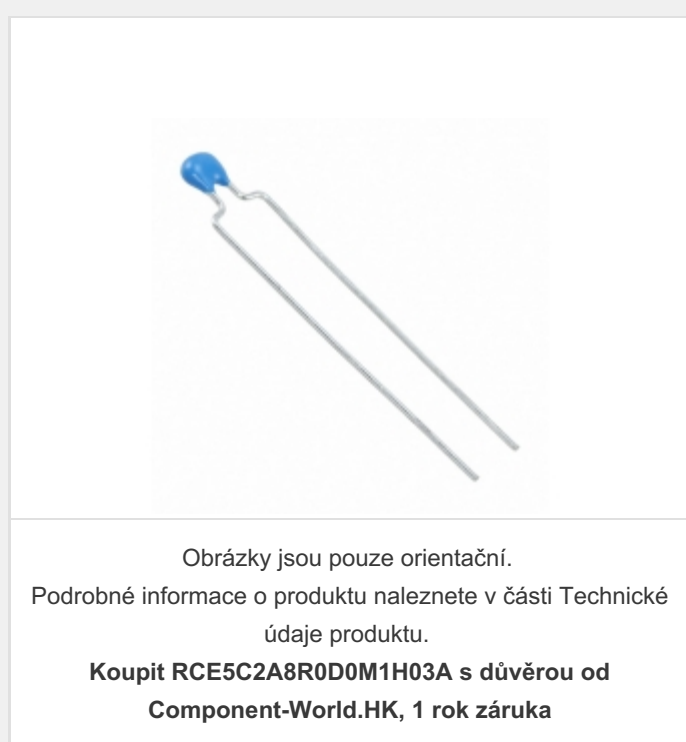 Obrázky jsou pouze orientační.
Podrobné informace o produktu naleznete v části Technické
údaje produktu.
Koupit RCE5C2A8R0D0M1H03A s důvěrou od
Component-World.HK, 1 rok záruka